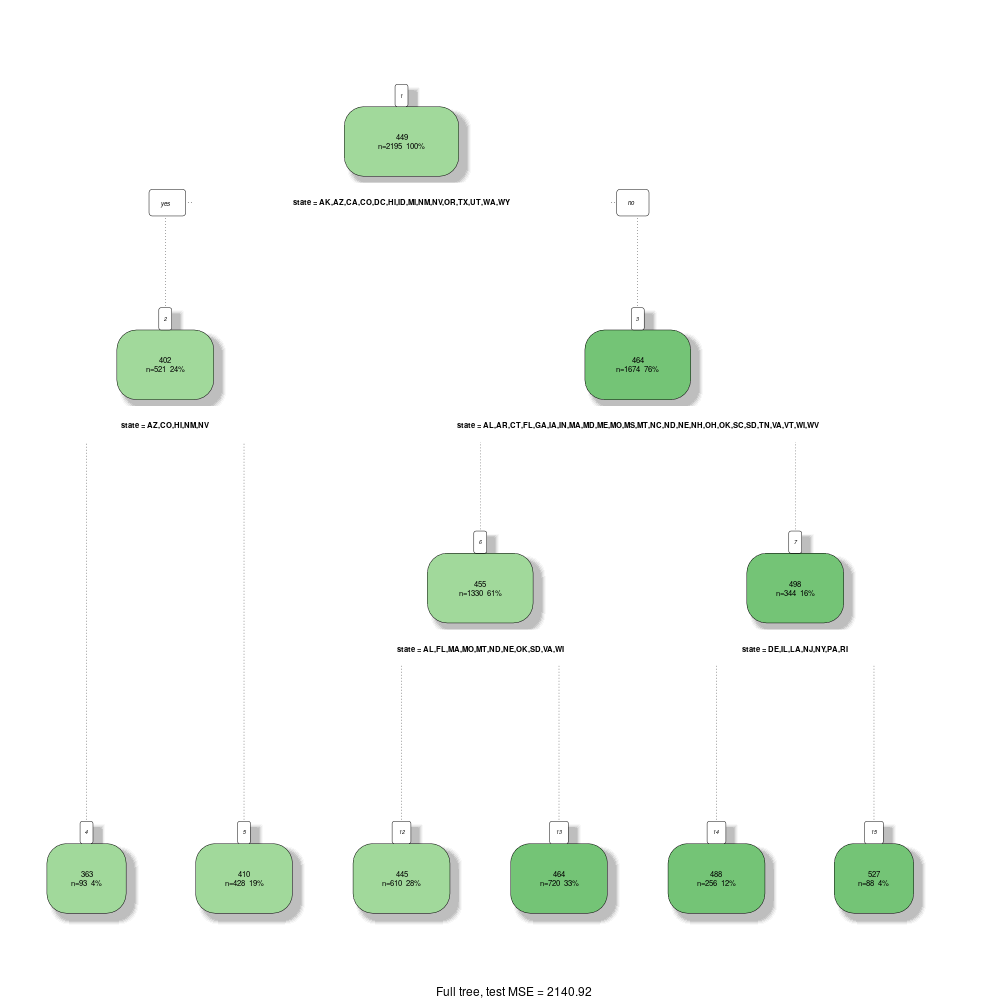 1
449
n=2195 100%
yes
state = AK,AZ,CA,CO,DC,HI,ID,MI,NM,NV,OR,TX,UT,WA,WY
no
2
402
n=521 24%
3
464
n=1674 76%
state = AZ,CO,HI,NM,NV
state = AL,AR,CT,FL,GA,IA,IN,MA,MD,ME,MO,MS,MT,NC,ND,NE,NH,OH,OK,SC,SD,TN,VA,VT,WI,WV
6
455
n=1330 61%
7
498
n=344 16%
state = AL,FL,MA,MO,MT,ND,NE,OK,SD,VA,WI
state = DE,IL,LA,NJ,NY,PA,RI
4
363
n=93 4%
5
410
n=428 19%
12
445
n=610 28%
13
464
n=720 33%
14
488
n=256 12%
15
527
n=88 4%
Full tree, test MSE = 2140.92